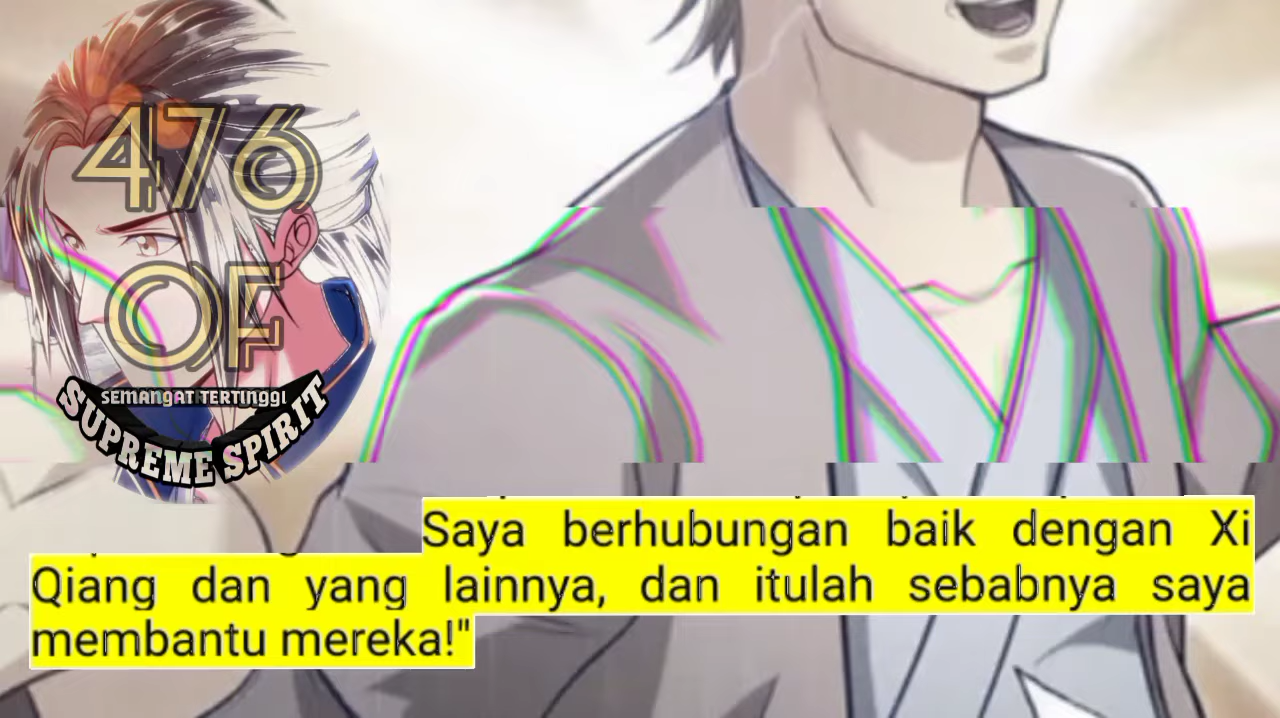 476
OF
SEMANGAT TERTINGGI
SUPREME SPIRIT
Saya berhubungan baik dengan Xi
Qiang dan yang lainnya, dan itulah sebabnya saya
membantu mereka!"